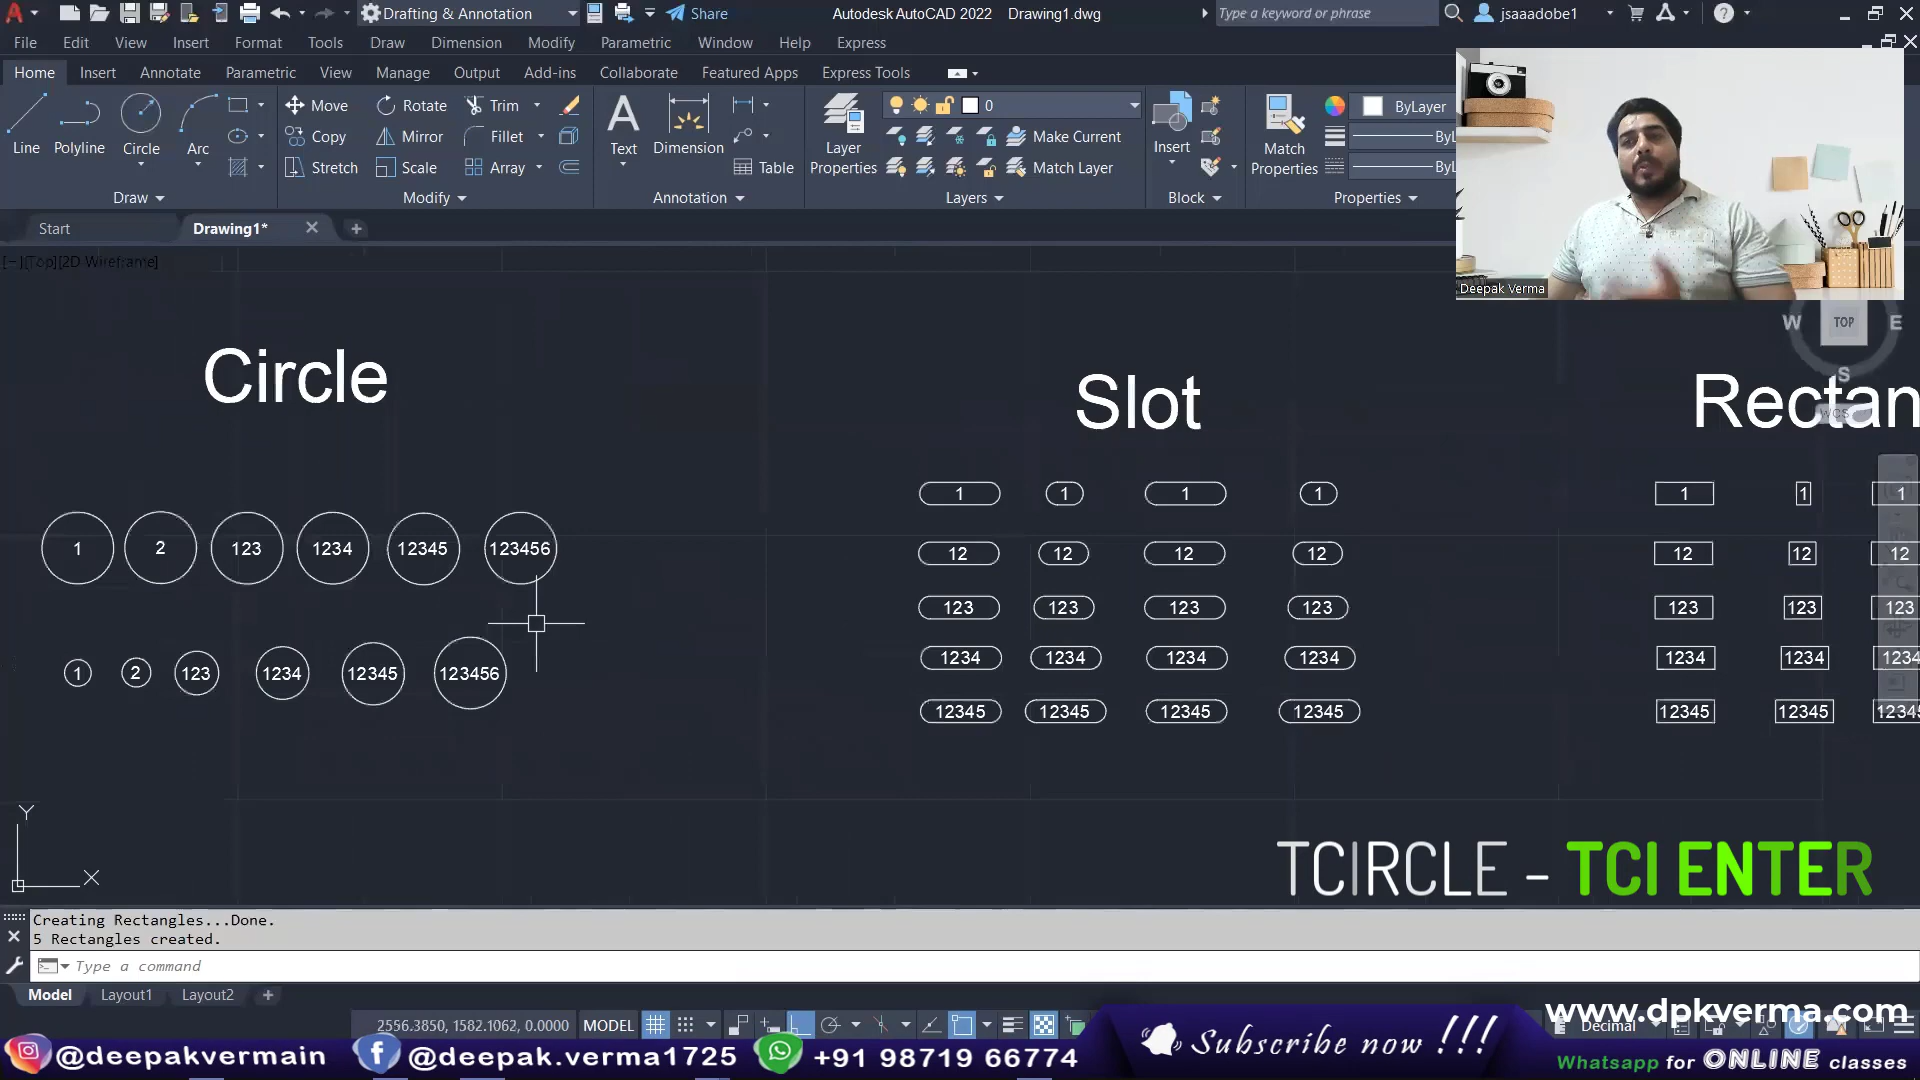 Drafting & Annotation
Share
Autodesk AutoCAD 2022 Drawing1.dwg
Type a keyword or phrase
jsaaadobe1
File Edit View Insert Format Tools Draw Dimension Modify Parametric Window Help Express
Home Insert Annotate Parametric View Manage Output Add-ins Collaborate Featured Apps Express Tools
Line Polyline Circle Arc
Move Rotate Trim
Copy Mirror Fillet
Stretch Scale Array
Text Dimension Table
Layer Properties
0
Make Current
Match Layer
Insert
Match Properties
ByLayer
ByL
ByL
Draw Modify Annotation Layers Block Properties
Start Drawing1*
[−][Top][2D Wireframe]
Deepak Verma
W TOP E
S
WCS
Circle
Slot
Rectan
1 2 123 1234 12345 123456
1 2 123 1234 12345 123456
1 1 1 1
12 12 12 12
123 123 123 123
1234 1234 1234 1234
12345 12345 12345 12345
1 1 1
12 12 12
123 123 123
1234 1234 1234
12345 12345 12345
Y
X
TCIRCLE - TCI ENTER
Creating Rectangles...Done.
5 Rectangles created.
Type a command
Model Layout1 Layout2
2556.3850, 1582.1062, 0.0000 MODEL
Decimal
www.dpkverma.com
@deepakvermain @deepak.verma1725 +91 98719 66774
Subscribe now !!!
Whatsapp for ONLINE classes